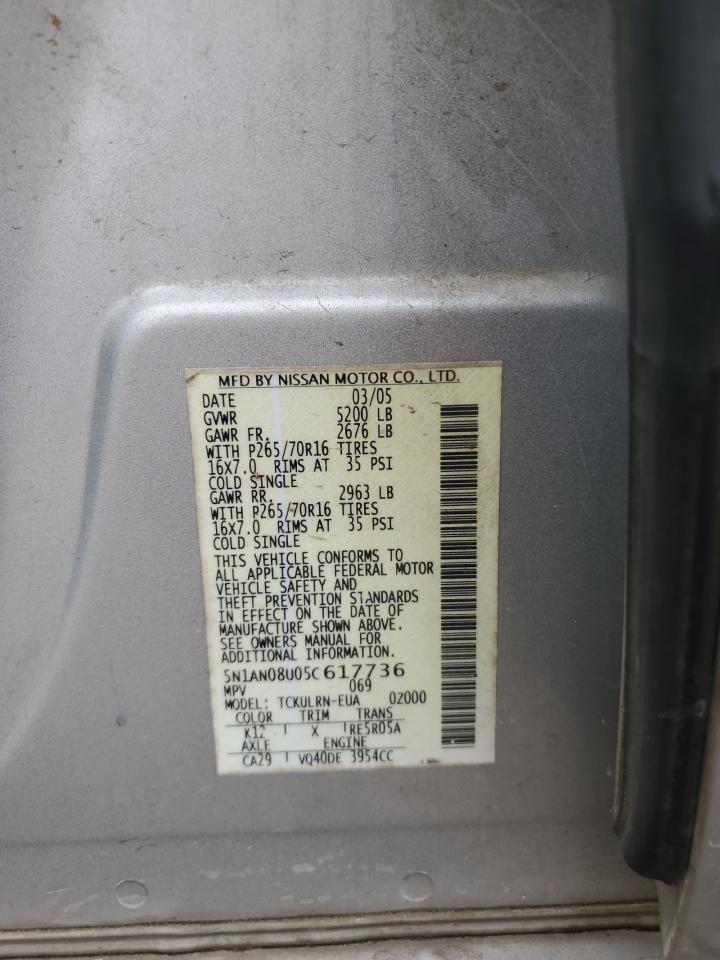 MFD BY NISSAN MOTOR CO., LTD.
DATE 03/05
GVWR 5200 LB
GAWR FR. 2676 LB
WITH P265/70R16 TIRES
16X7.0 RIMS AT 35 PSI
COLD SINGLE
GAWR RR. 2963 LB
WITH P265/70R16 TIRES
16X7.0 RIMS AT 35 PSI
COLD SINGLE
THIS VEHICLE CONFORMS TO
ALL APPLICABLE FEDERAL MOTOR
VEHICLE SAFETY AND
THEFT PREVENTION STANDARDS
IN EFFECT ON THE DATE OF
MANUFACTURE SHOWN ABOVE.
SEE OWNERS MANUAL FOR
ADDITIONAL INFORMATION.
5N1AN08U05C617736
MPV 069
MODEL: TCKULRN-EUA 0Z000
COLOR TRIM TRANS
K12 X RE5R05A
AXLE ENGINE
CA29 VQ40DE 3954CC